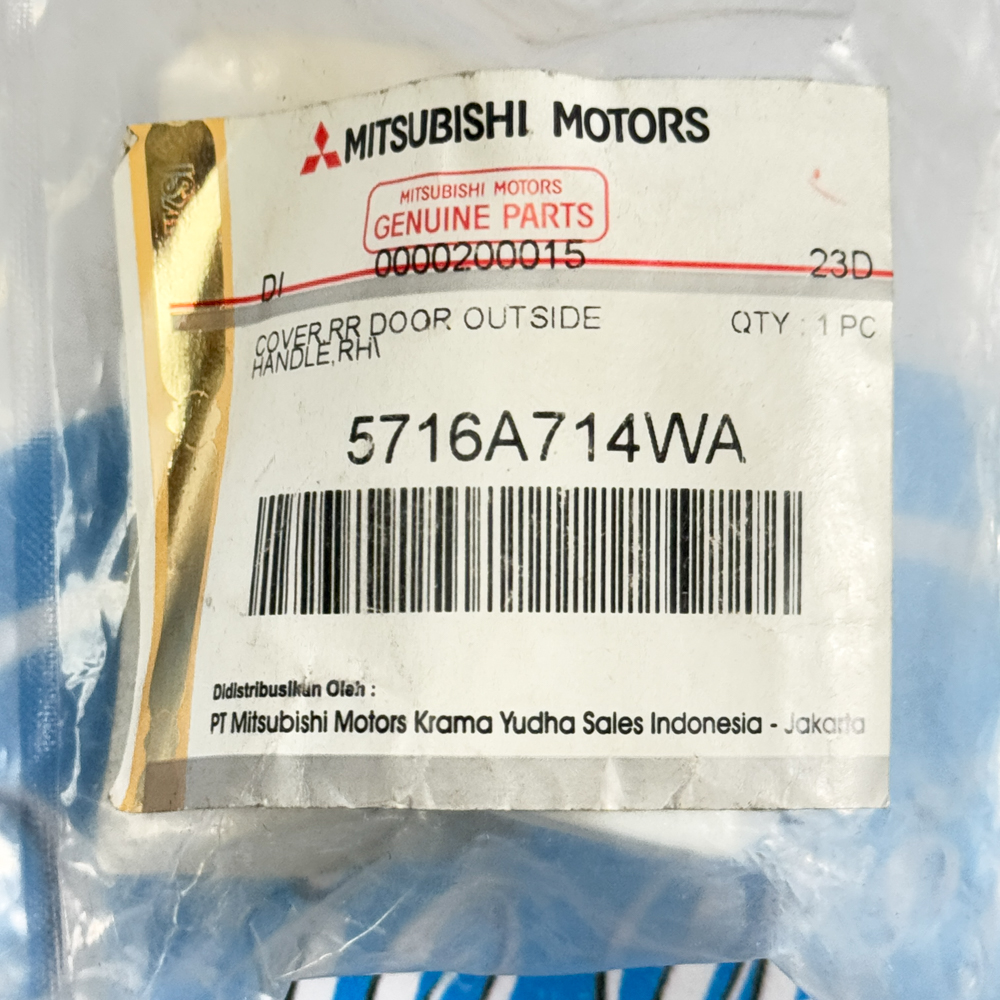 MITSUBISHI MOTORS
MITSUBISHI MOTORS
GENUINE PARTS
DI 0000200015 23D
COVER,RR DOOR OUTSIDE QTY : 1 PC
HANDLE,RH\
5716A714WA
Didistribusikan Oleh :
PT Mitsubishi Motors Krama Yudha Sales Indonesia - Jakarta